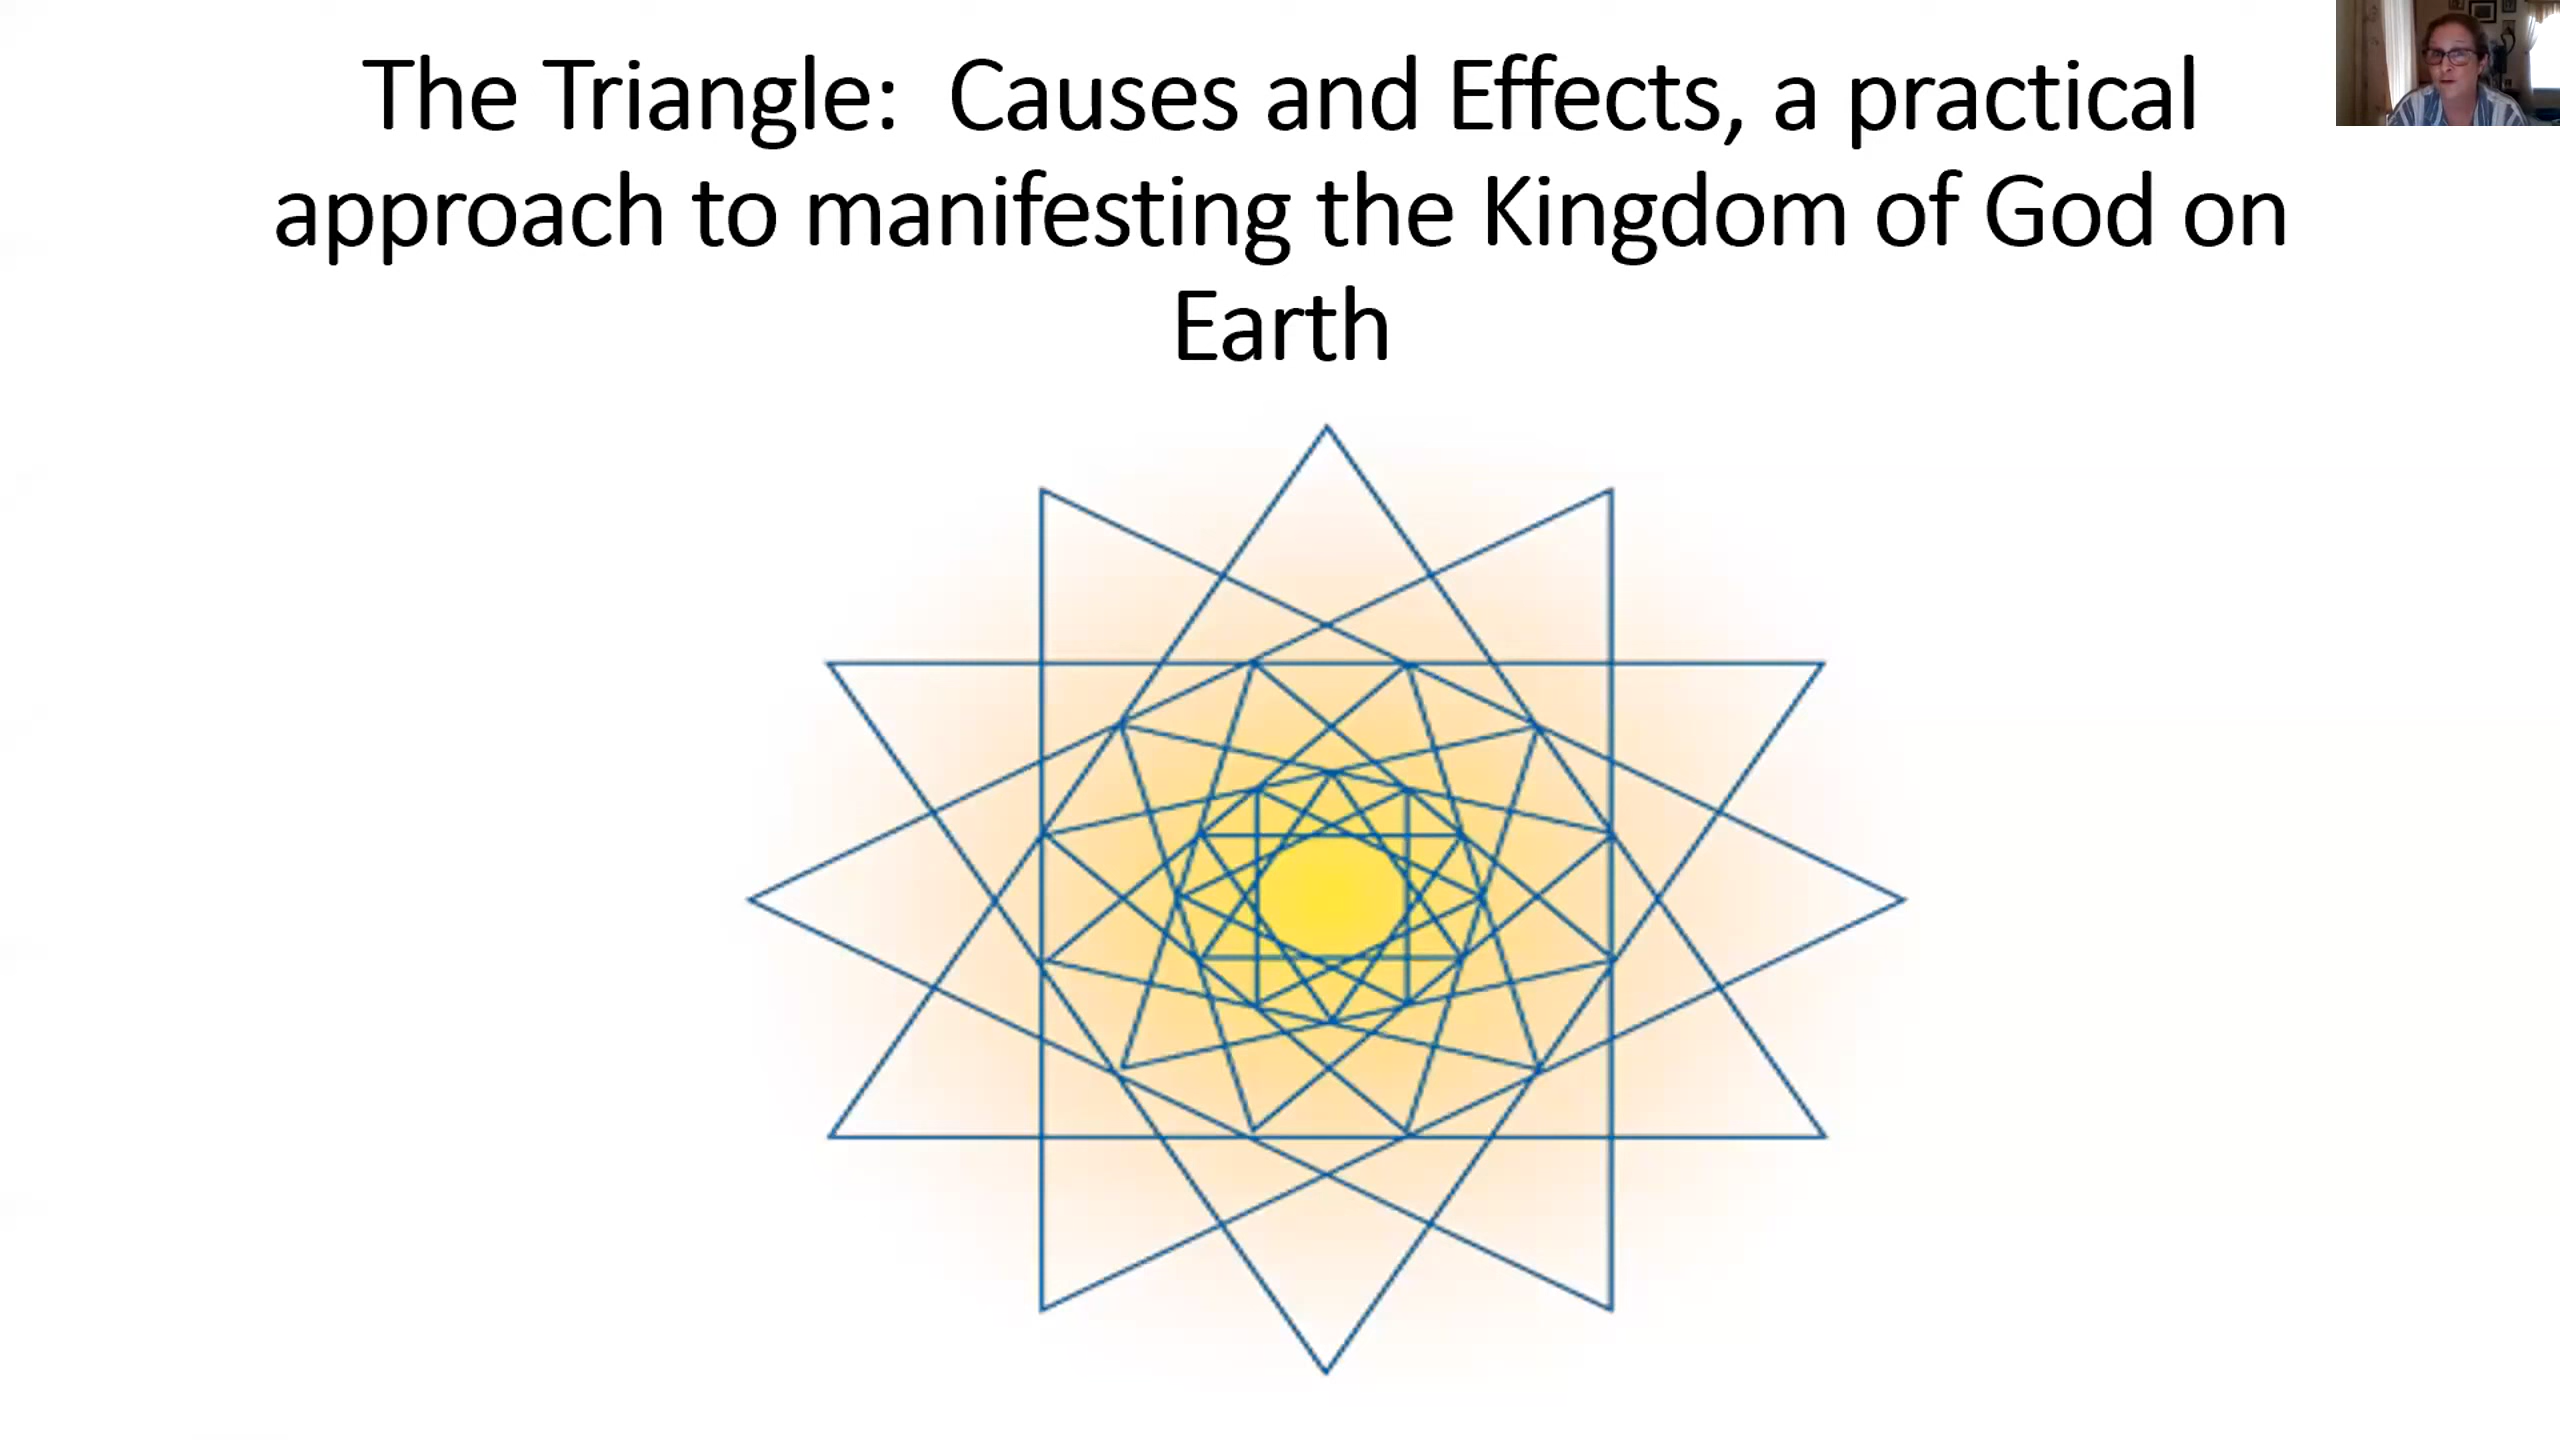 The Triangle:  Causes and Effects, a practical
approach to manifesting the Kingdom of God on
Earth